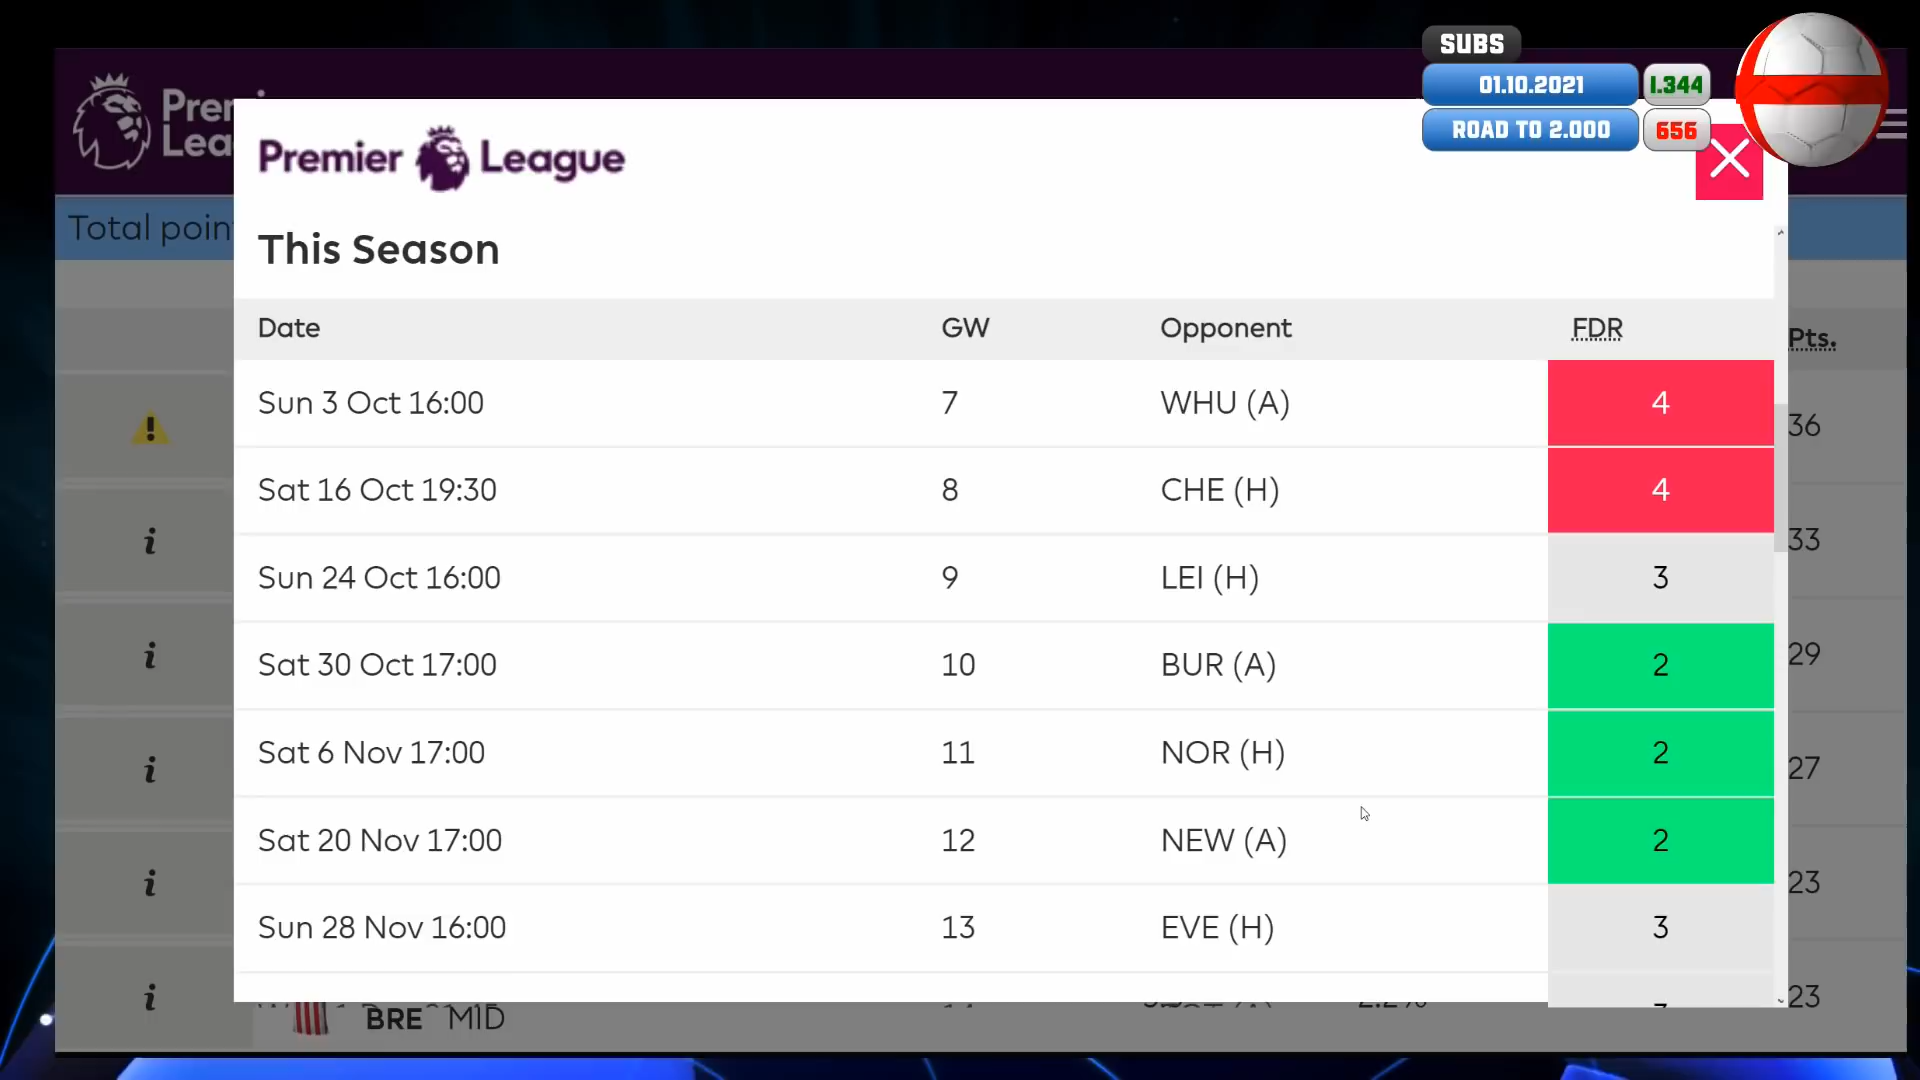 SUBS
01.10.2021 1.344
ROAD TO 2.000 656
Premier League
Total poin
This Season
Date GW Opponent FDR Pts.
Sun 3 Oct 16:00 7 WHU (A) 4 36
Sat 16 Oct 19:30 8 CHE (H) 4 33
Sun 24 Oct 16:00 9 LEI (H) 3
Sat 30 Oct 17:00 10 BUR (A) 2 29
Sat 6 Nov 17:00 11 NOR (H) 2 27
Sat 20 Nov 17:00 12 NEW (A) 2 23
Sun 28 Nov 16:00 13 EVE (H) 3 23
BRE MID